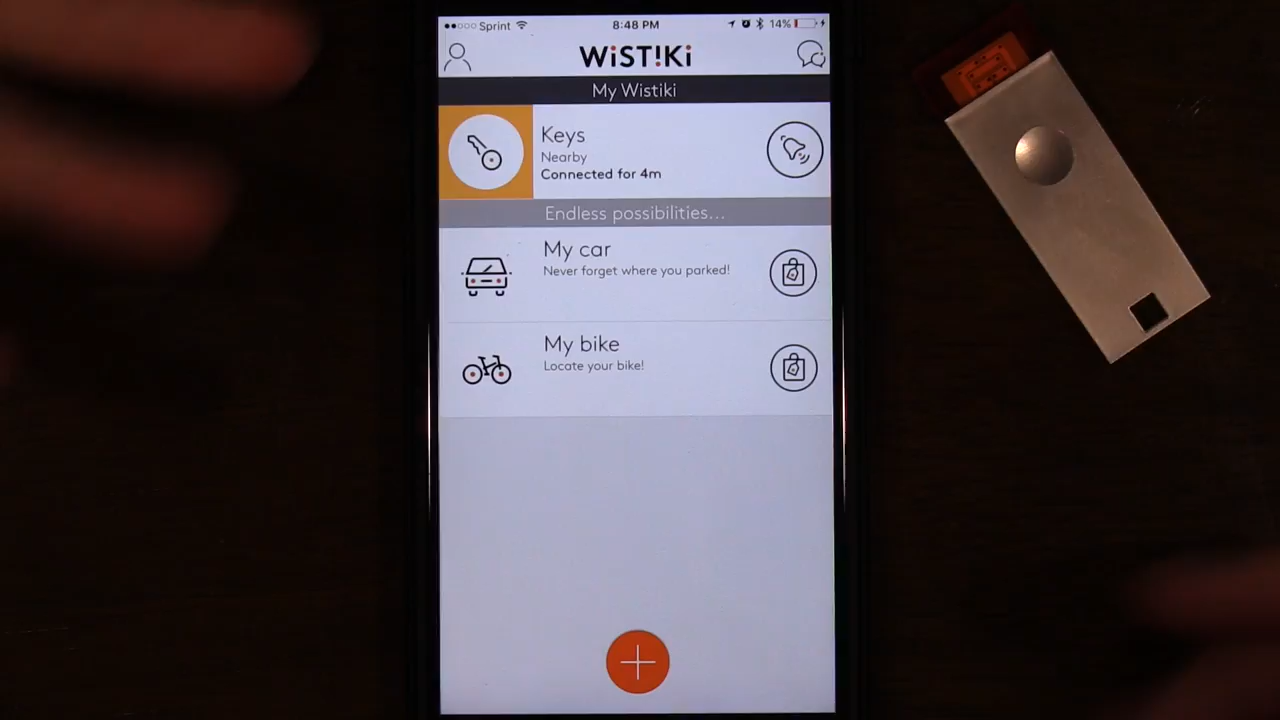 Sprint 8:48 PM 14%
WiST!Ki
My Wistiki
Keys
Nearby
Connected for 4m
Endless possibilities...
My car
Never forget where you parked!
My bike
Locate your bike!